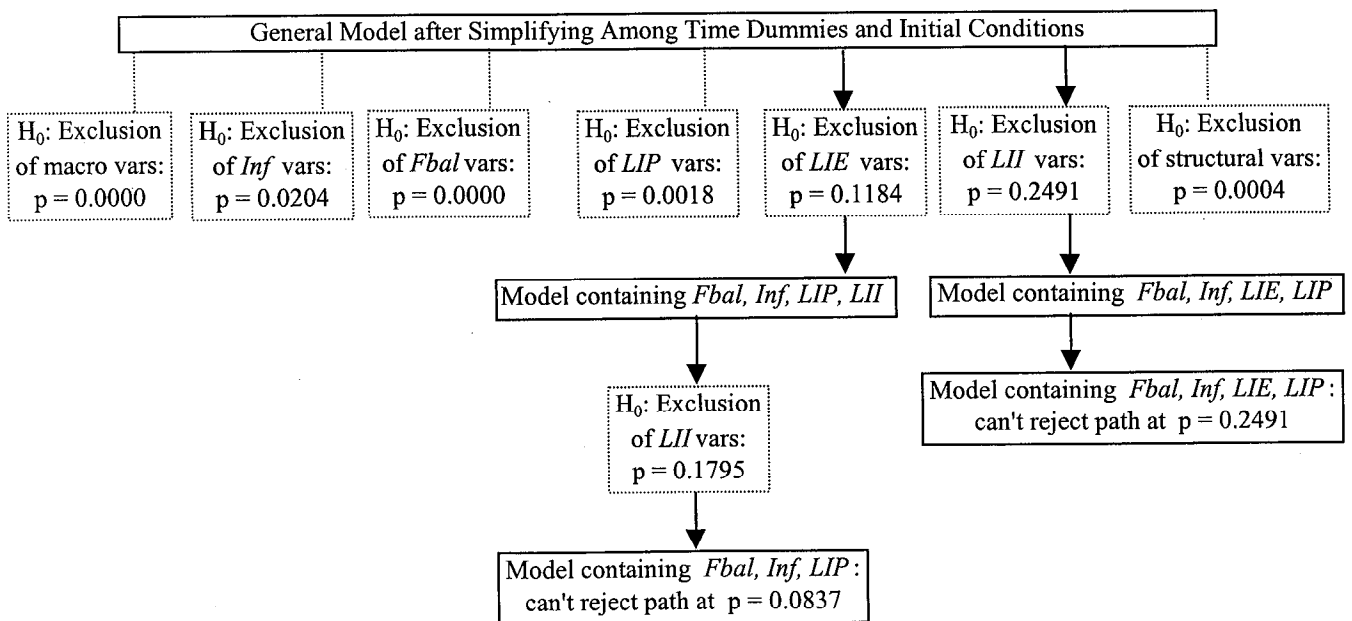 General Model after Simplifying Among Time Dummies and Initial Conditions
H₀: Exclusion
of macro vars:
p = 0.0000
H₀: Exclusion
of Inf vars:
p = 0.0204
H₀: Exclusion
of Fbal vars:
p = 0.0000
H₀: Exclusion
of LIP vars:
p = 0.0018
H₀: Exclusion
of LIE vars:
p = 0.1184
H₀: Exclusion
of LII vars:
p = 0.2491
H₀: Exclusion
of structural vars:
p = 0.0004
Model containing Fbal, Inf, LIP, LII
Model containing Fbal, Inf, LIE, LIP
H₀: Exclusion
of LII vars:
p = 0.1795
Model containing Fbal, Inf, LIE, LIP :
can't reject path at p = 0.2491
Model containing Fbal, Inf, LIP :
can't reject path at p = 0.0837